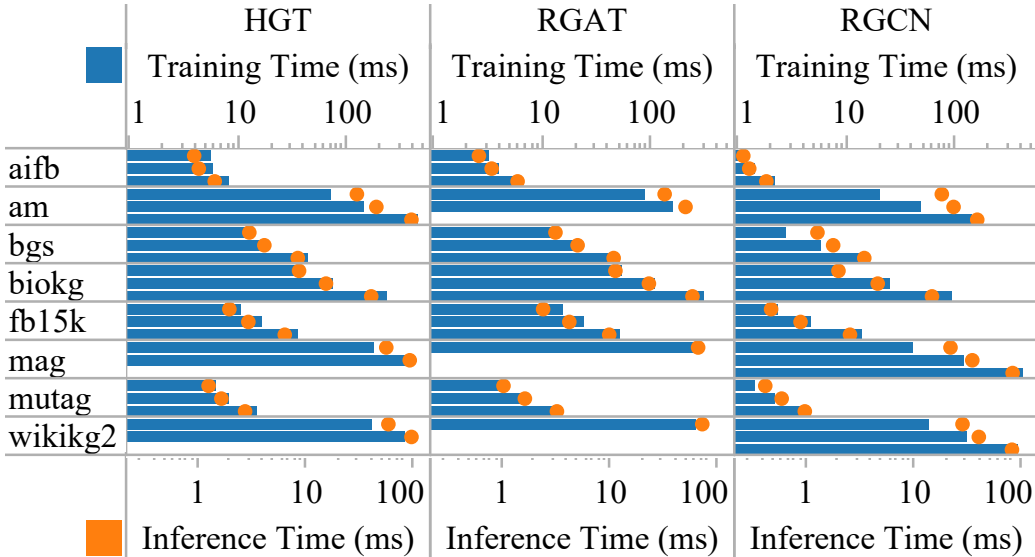 HGT RGAT RGCN
Training Time (ms) Training Time (ms) Training Time (ms)
1 10 100 1 10 100 1 10 100
aifb
am
bgs
biokg
fb15k
mag
mutag
wikikg2
1 10 100 1 10 100 1 10 100
Inference Time (ms) Inference Time (ms) Inference Time (ms)